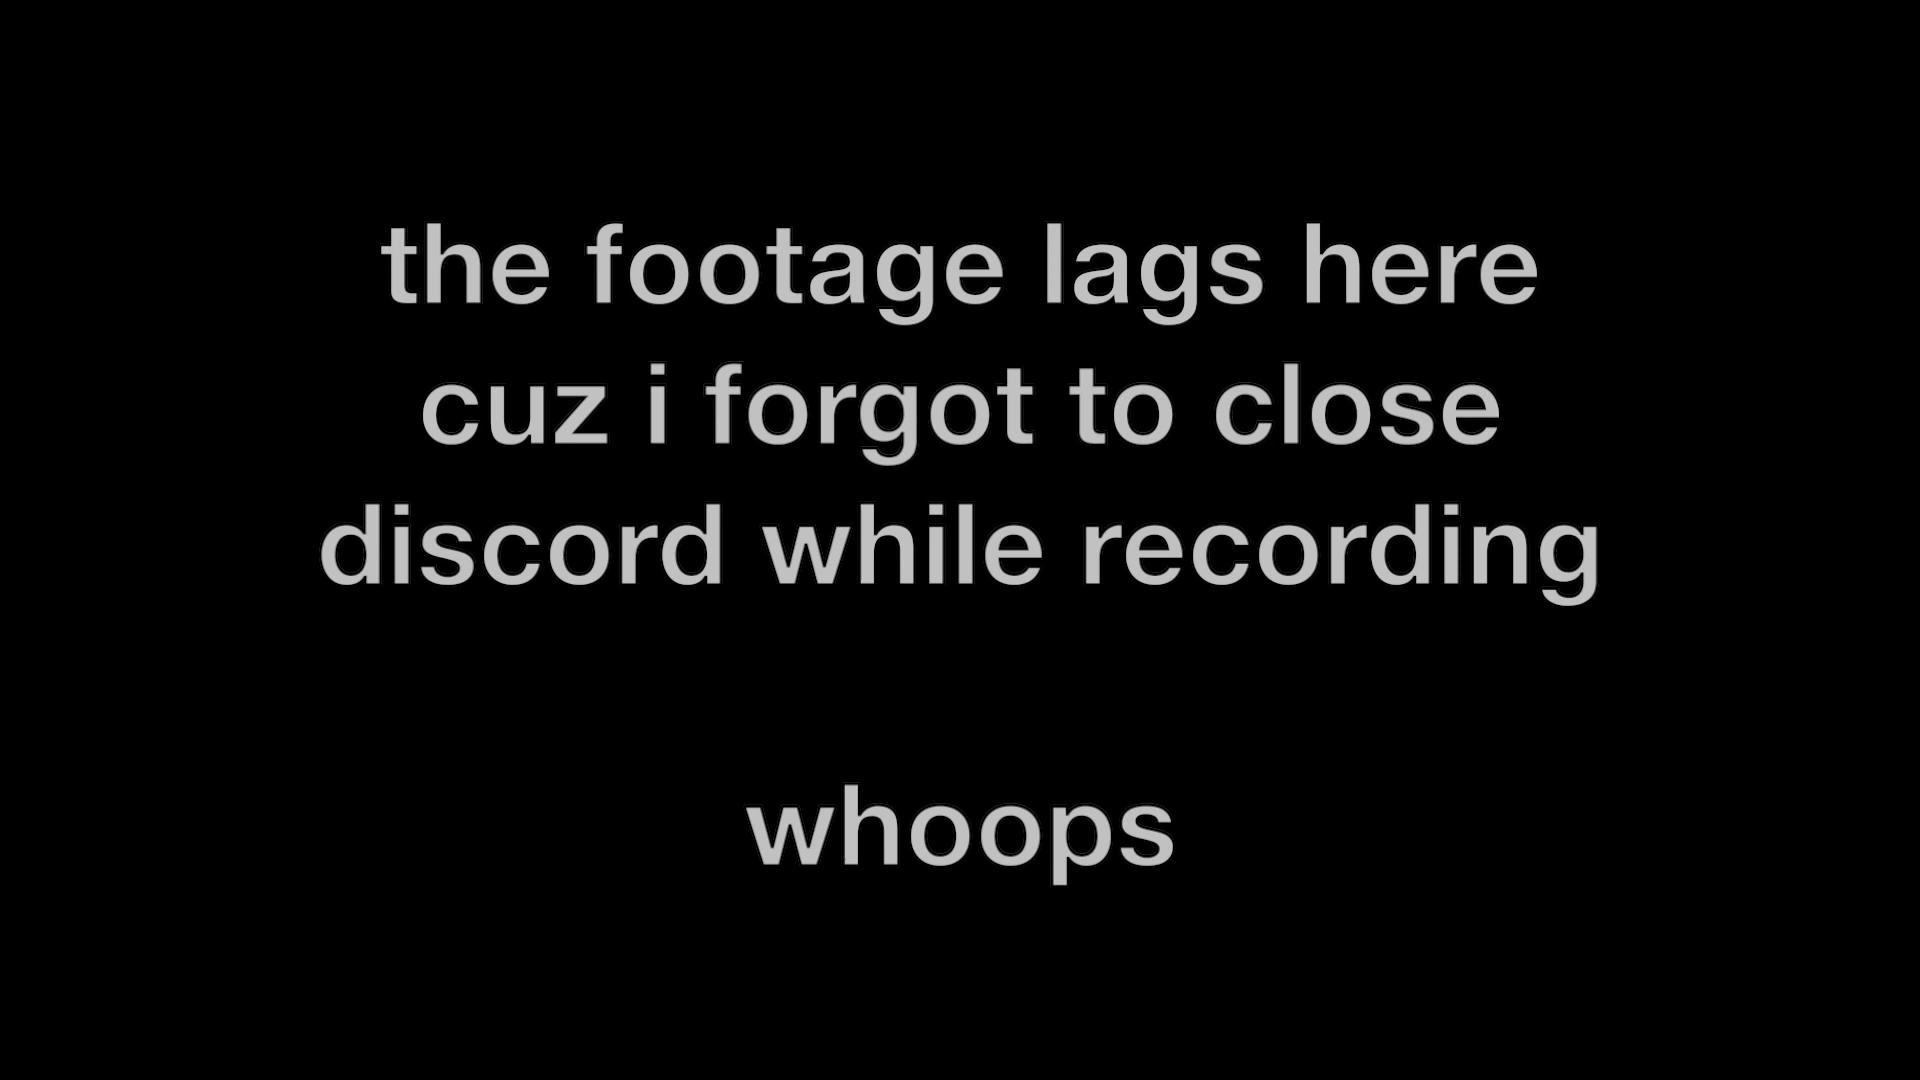 the footage lags here
cuz i forgot to close
discord while recording
whoops